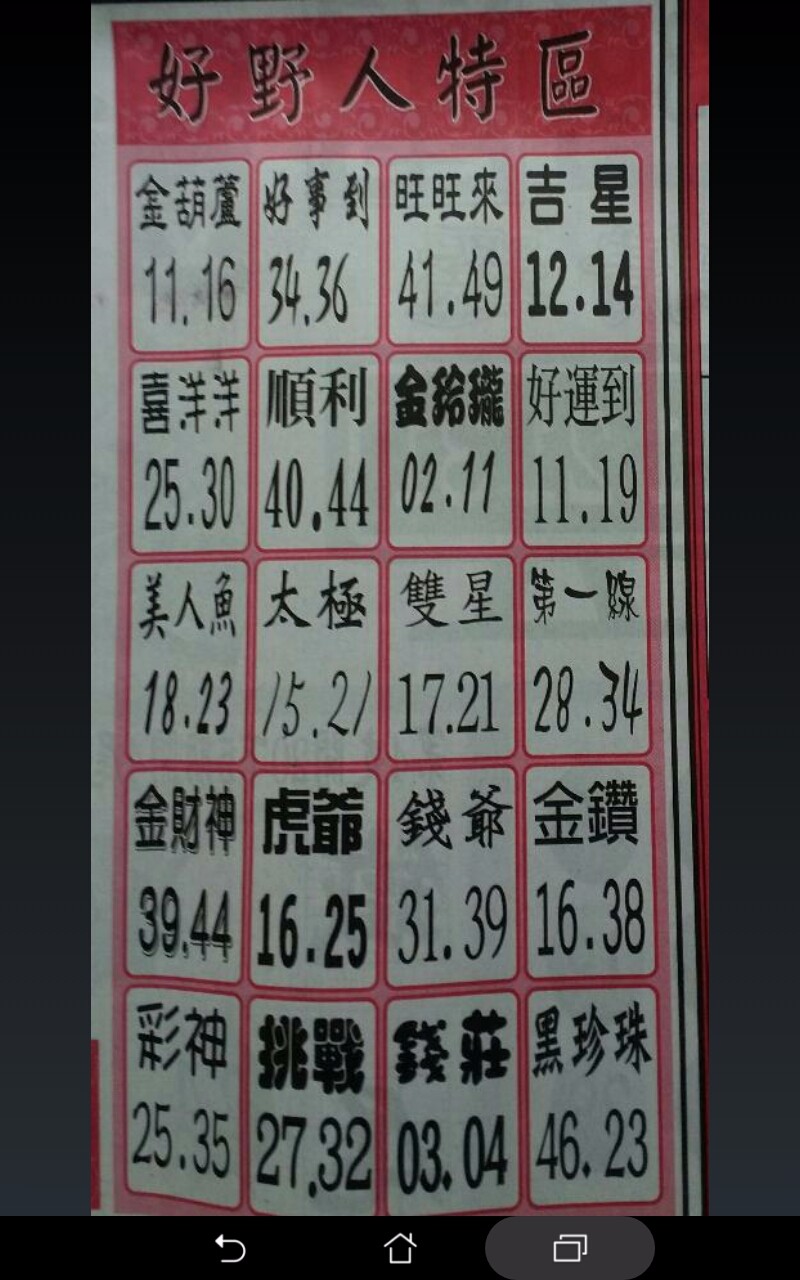 好野人特區
金葫蘆 好事到 旺旺來 吉星
11.16 34.36 41.49 12.14
喜洋洋 順利 金玲瓏 好運到
25.30 40.44 02.11 11.19
美人魚 太極 雙星 第一線
18.23 15.21 17.21 28.34
金財神 虎爺 錢爺 金鑽
39.44 16.25 31.39 16.38
彩神 挑戰 錢莊 黑珍珠
25.35 27.32 03.04 46.23